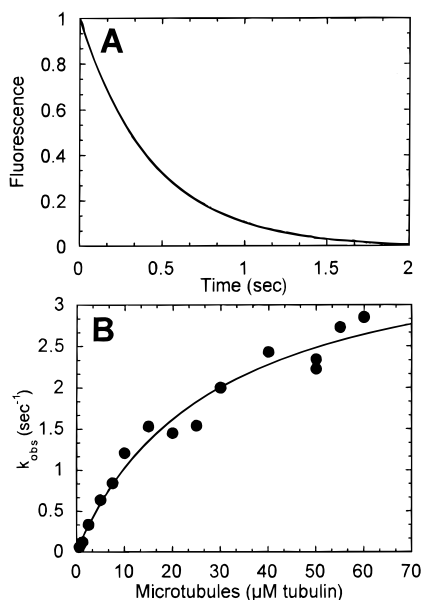 A
1
0.8
0.6
0.4
0.2
0
Fluorescence
0 0.5 1 1.5 2
Time (sec)
B
3
2.5
2
1.5
1
0.5
0
k obs (sec-1)
0 10 20 30 40 50 60 70
Microtubules (µM tubulin)